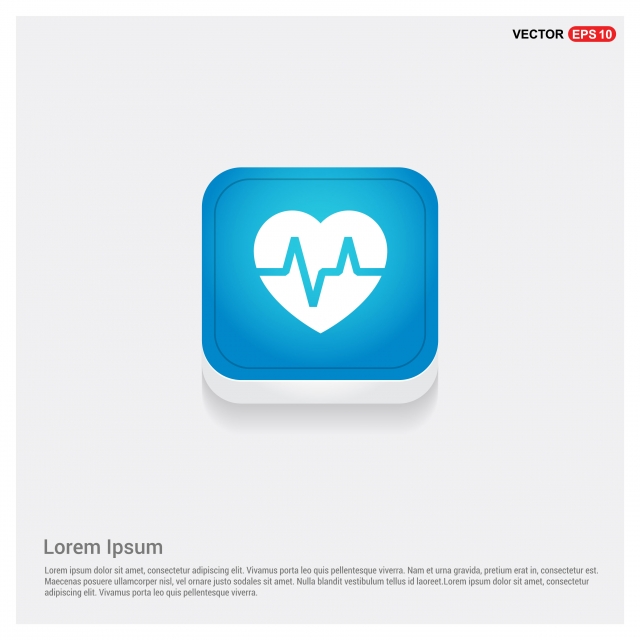 VECTOR EPS 10
Lorem Ipsum
Lorem ipsum dolor sit amet, consectetur adipiscing elit. Vivamus porta leo quis pellentesque viverra. Nam et urna gravida, pretium erat in, consectetur est.
Maecenas posuere ullamcorper nisl, vel ornare justo sodales sit amet. Nulla blandit vestibulum tellus id laoreet.Lorem ipsum dolor sit amet, consectetur
adipiscing elit. Vivamus porta leo quis pellentesque viverra.